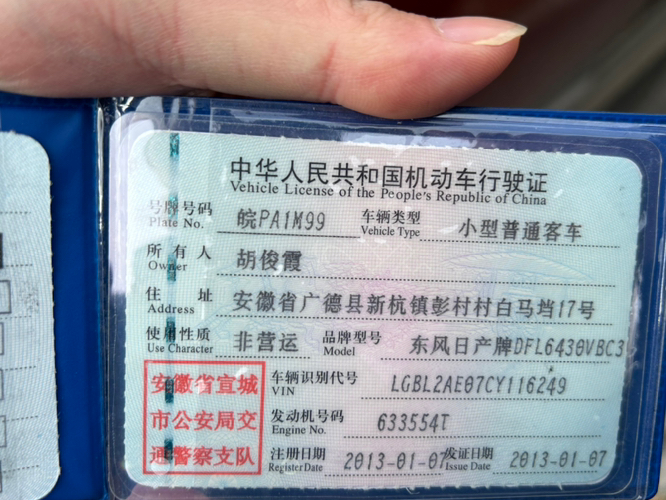 中华人民共和国机动车行驶证
Vehicle License of the People's Republic of China
号牌号码 皖PA1M99 车辆类型 小型普通客车
Plate No. Vehicle Type
所有人 胡俊霞
Owner
住址 安徽省广德县新杭镇彭村村白马垱17号
Address
使用性质 非营运 品牌型号 东风日产牌DFL6430VBC3
Use Character Model
安徽省宣城 车辆识别代号 LGBL2AE07CY116249
VIN
市公安局交 发动机号码 633554T
Engine No.
通警察支队 注册日期 2013-01-07 发证日期 2013-01-07
Register Date Issue Date